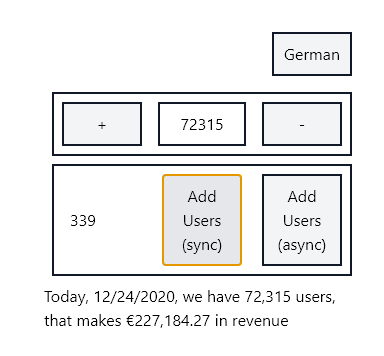 German
+ 72315 -
339
Add
Users
(sync)
Add
Users
(async)
Today, 12/24/2020, we have 72,315 users,
that makes €227,184.27 in revenue